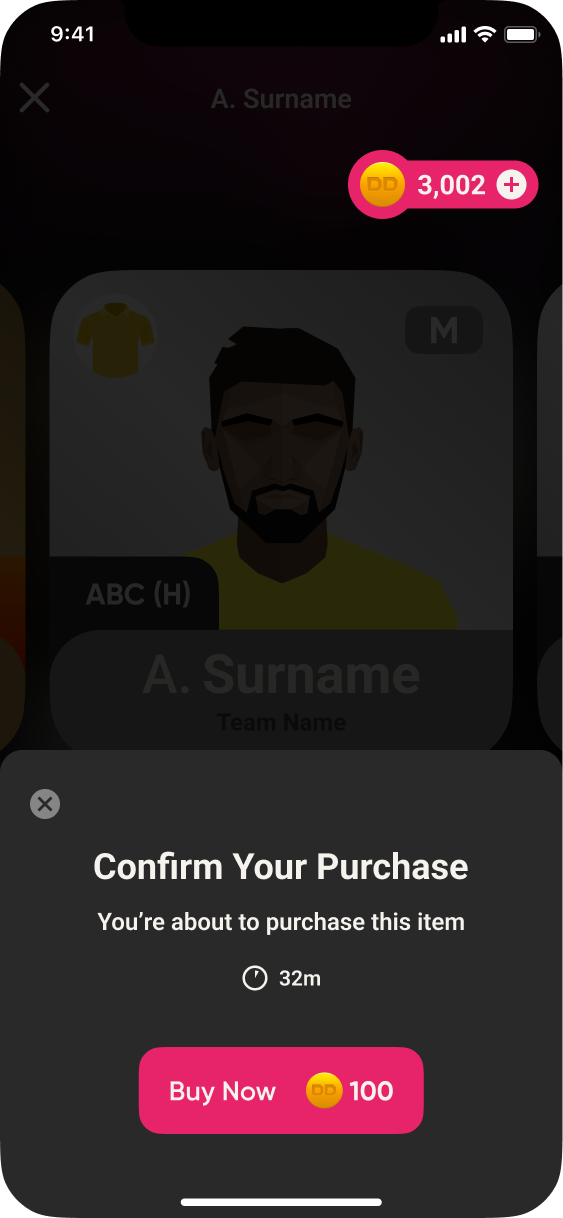 9:41
A. Surname
DD 3,002
M
ABC (H)
A. Surname
Team Name
Confirm Your Purchase
You’re about to purchase this item
32m
Buy Now DD 100